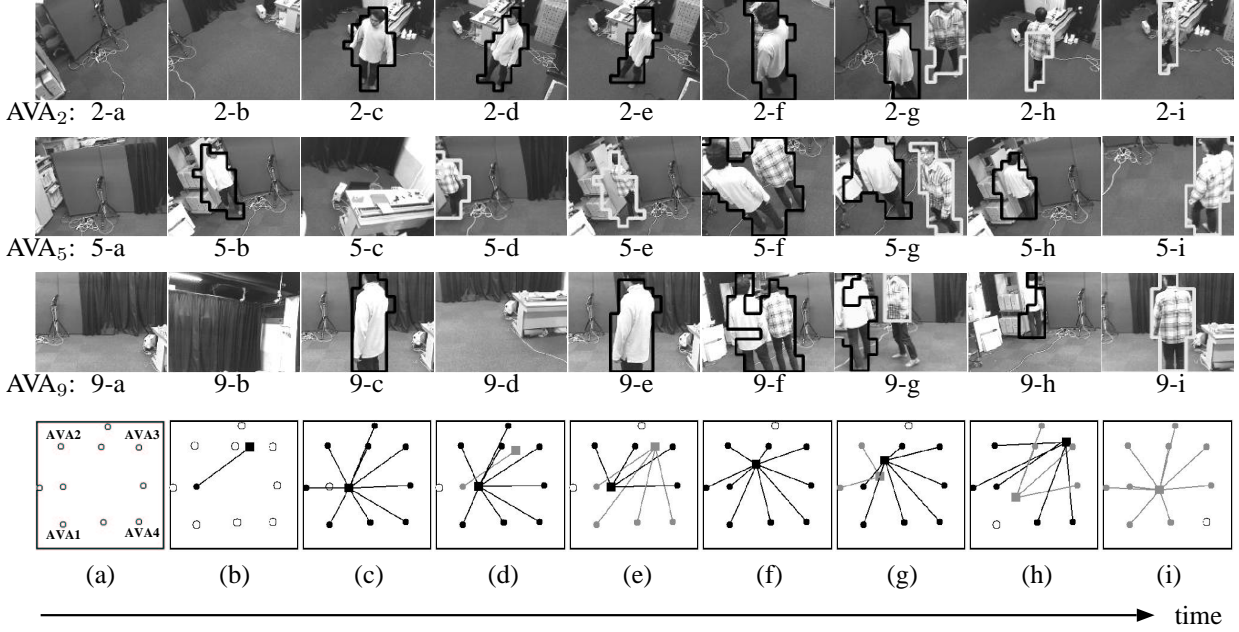 AVA₂: 2-a 2-b 2-c 2-d 2-e 2-f 2-g 2-h 2-i
AVA₅: 5-a 5-b 5-c 5-d 5-e 5-f 5-g 5-h 5-i
AVA₉: 9-a 9-b 9-c 9-d 9-e 9-f 9-g 9-h 9-i
AVA2 AVA3
AVA1 AVA4
(a) (b) (c) (d) (e) (f) (g) (h) (i)
time